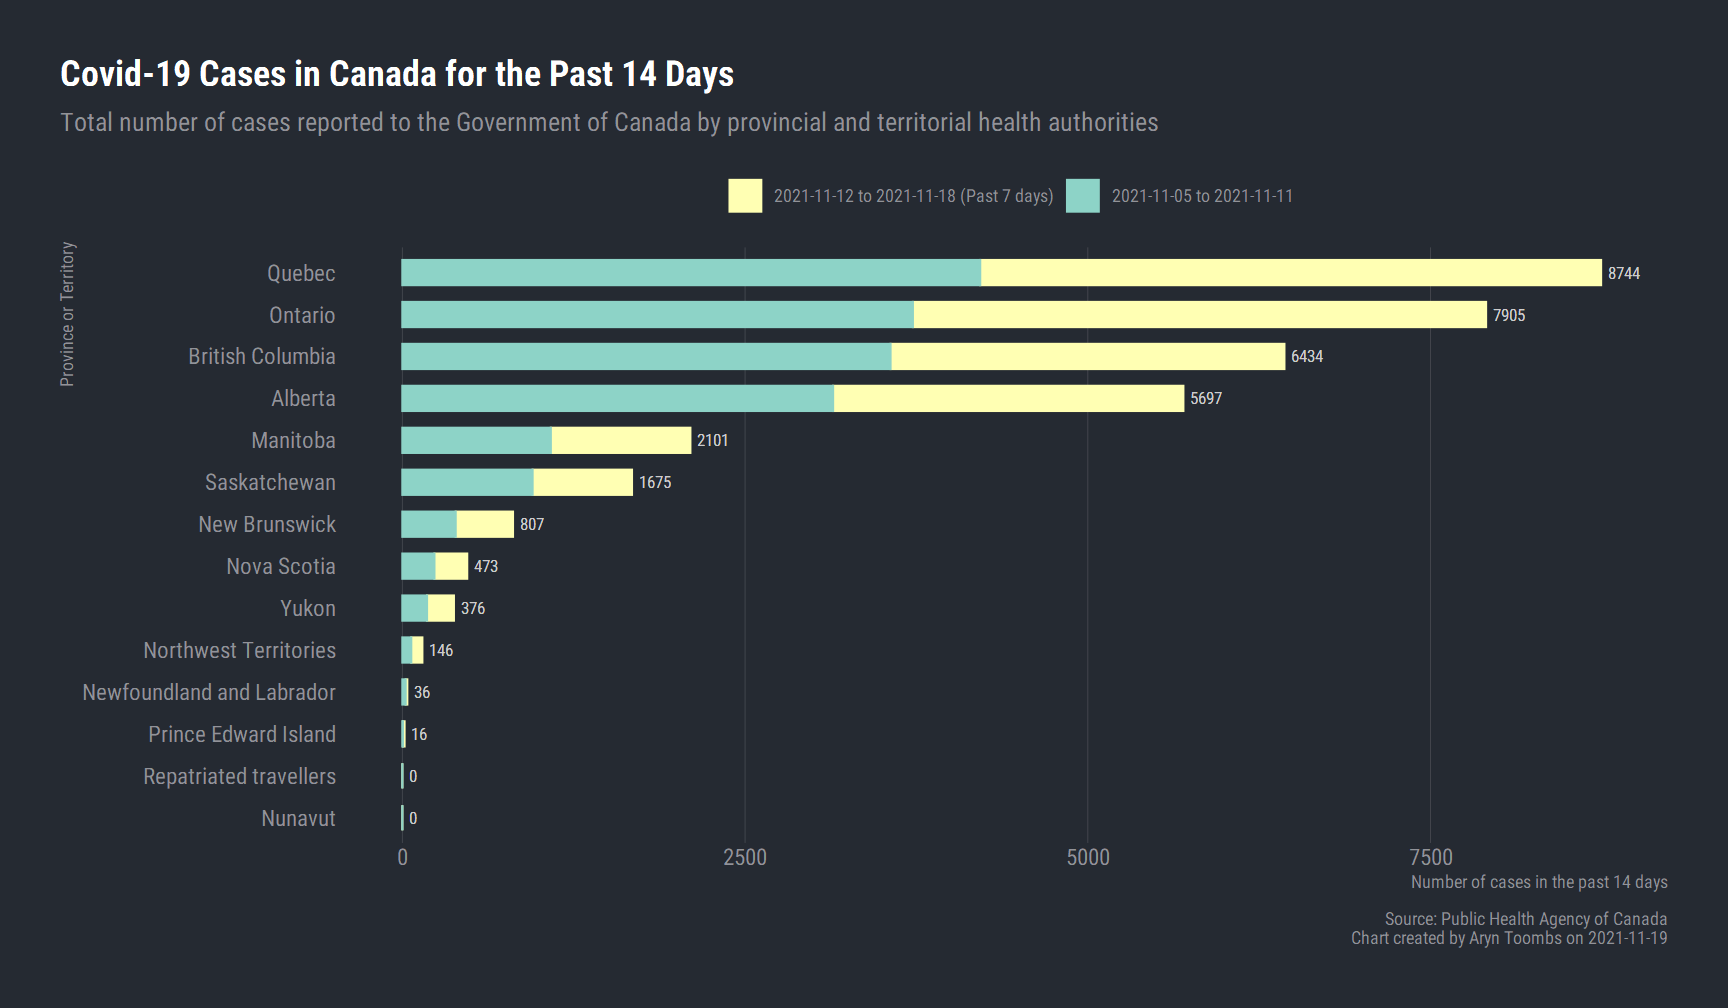 Covid-19 Cases in Canada for the Past 14 Days
Total number of cases reported to the Government of Canada by provincial and territorial health authorities
2021-11-12 to 2021-11-18 (Past 7 days)
2021-11-05 to 2021-11-11
Province or Territory
Quebec 8744
Ontario 7905
British Columbia 6434
Alberta 5697
Manitoba 2101
Saskatchewan 1675
New Brunswick 807
Nova Scotia 473
Yukon 376
Northwest Territories 146
Newfoundland and Labrador 36
Prince Edward Island 16
Repatriated travellers 0
Nunavut 0
0 2500 5000 7500
Number of cases in the past 14 days
Source: Public Health Agency of Canada
Chart created by Aryn Toombs on 2021-11-19